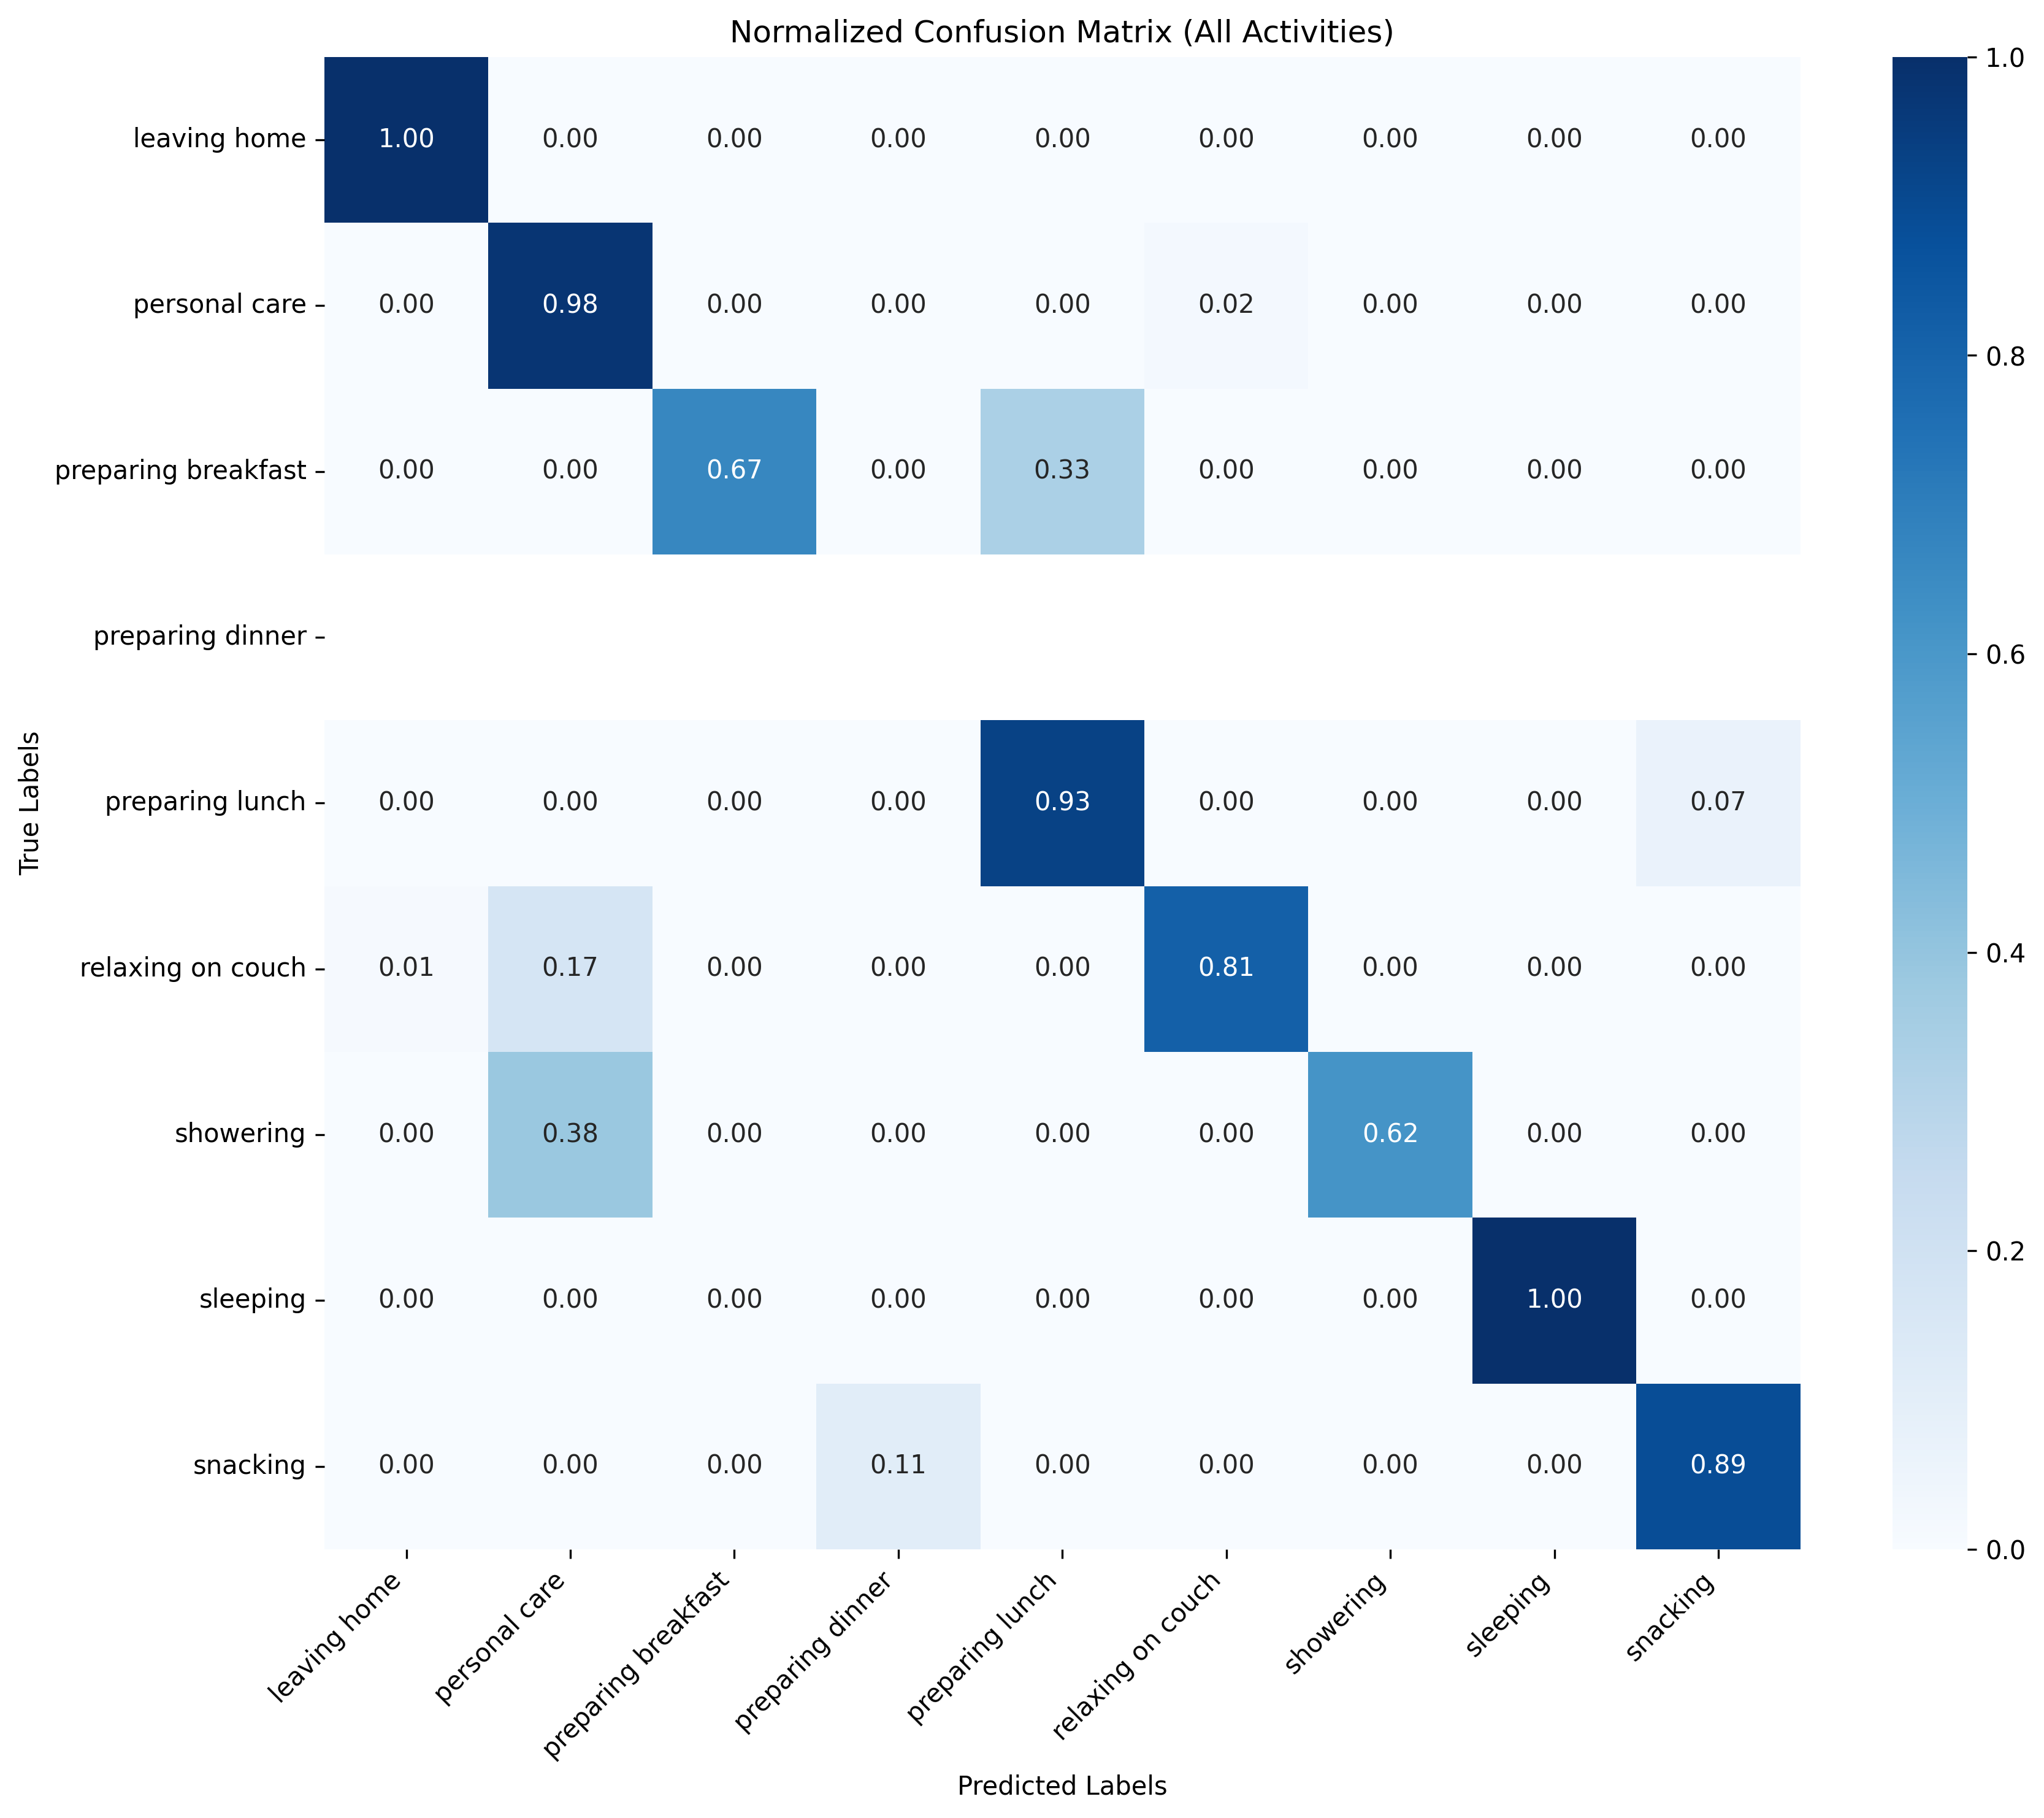 Normalized Confusion Matrix (All Activities)
leaving home 1.00 0.00 0.00 0.00 0.00 0.00 0.00 0.00 0.00
personal care 0.00 0.98 0.00 0.00 0.00 0.02 0.00 0.00 0.00
preparing breakfast 0.00 0.00 0.67 0.00 0.33 0.00 0.00 0.00 0.00
preparing dinner
preparing lunch 0.00 0.00 0.00 0.00 0.93 0.00 0.00 0.00 0.07
relaxing on couch 0.01 0.17 0.00 0.00 0.00 0.81 0.00 0.00 0.00
showering 0.00 0.38 0.00 0.00 0.00 0.00 0.62 0.00 0.00
sleeping 0.00 0.00 0.00 0.00 0.00 0.00 0.00 1.00 0.00
snacking 0.00 0.00 0.00 0.11 0.00 0.00 0.00 0.00 0.89
True Labels
leaving home
personal care
preparing breakfast
preparing dinner
preparing lunch
relaxing on couch
showering
sleeping
snacking
Predicted Labels
1.0
0.8
0.6
0.4
0.2
0.0